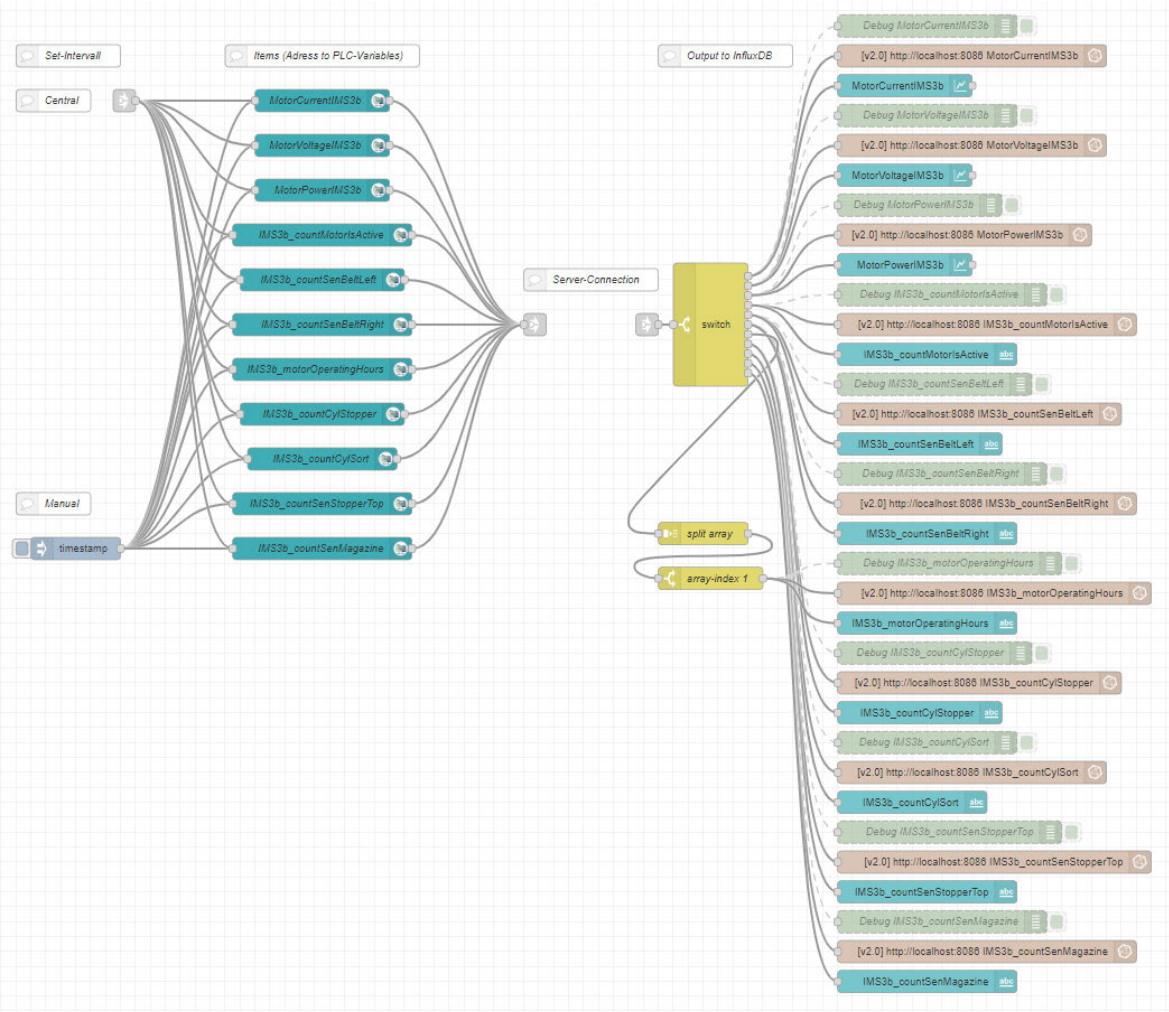 Set-Intervall
Items (Adress to PLC-Variables)
Central
MotorCurrentIMS3b
MotorVoltageIMS3b
MotorPowerIMS3b
IMS3b_countMotorIsActive
IMS3b_countSenBeltLeft
IMS3b_countSenBeltRight
IMS3b_motorOperatingHours
IMS3b_countCylStopper
IMS3b_countCylSort
IMS3b_countSenStopperTop
IMS3b_countSenMagazine
Manual
timestamp
Server-Connection
Output to InfluxDB
switch
split array
array-index 1
Debug MotorCurrentIMS3b
[v2.0] http://localhost:8086 MotorCurrentIMS3b
MotorCurrentIMS3b
Debug MotorVoltageIMS3b
[v2.0] http://localhost:8086 MotorVoltageIMS3b
MotorVoltageIMS3b
Debug MotorPowerIMS3b
[v2.0] http://localhost:8086 MotorPowerIMS3b
MotorPowerIMS3b
Debug IMS3b_countMotorIsActive
[v2.0] http://localhost:8086 IMS3b_countMotorIsActive
IMS3b_countMotorIsActive abc
Debug IMS3b_countSenBeltLeft
[v2.0] http://localhost:8086 IMS3b_countSenBeltLeft
IMS3b_countSenBeltLeft abc
Debug IMS3b_countSenBeltRight
[v2.0] http://localhost:8086 IMS3b_countSenBeltRight
IMS3b_countSenBeltRight abc
Debug IMS3b_motorOperatingHours
[v2.0] http://localhost:8086 IMS3b_motorOperatingHours
IMS3b_motorOperatingHours abc
Debug IMS3b_countCylStopper
[v2.0] http://localhost:8086 IMS3b_countCylStopper
IMS3b_countCylStopper abc
Debug IMS3b_countCylSort
[v2.0] http://localhost:8086 IMS3b_countCylSort
IMS3b_countCylSort abc
Debug IMS3b_countSenStopperTop
[v2.0] http://localhost:8086 IMS3b_countSenStopperTop
IMS3b_countSenStopperTop abc
Debug IMS3b_countSenMagazine
[v2.0] http://localhost:8086 IMS3b_countSenMagazine
IMS3b_countSenMagazine abc